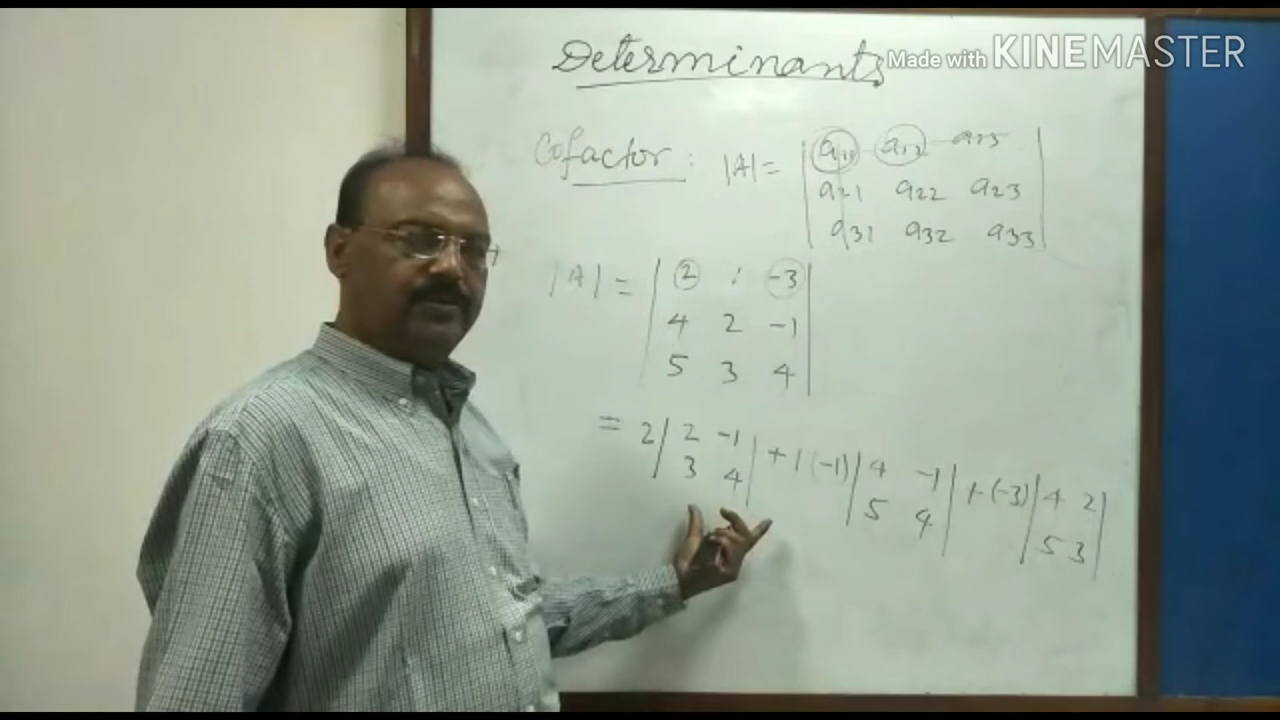 Determinants
Made with KINEMASTER
Cofactor : |A| = | a11 a12 a13 |
a21 a22 a23
a31 a32 a33
|A| = | 2 : -3 |
4 2 -1
5 3 4
= 2 | 2 -1 | + 1 (-1) | 4 -1 | + (-3) | 4 2 |
3 4 5 4 5 3